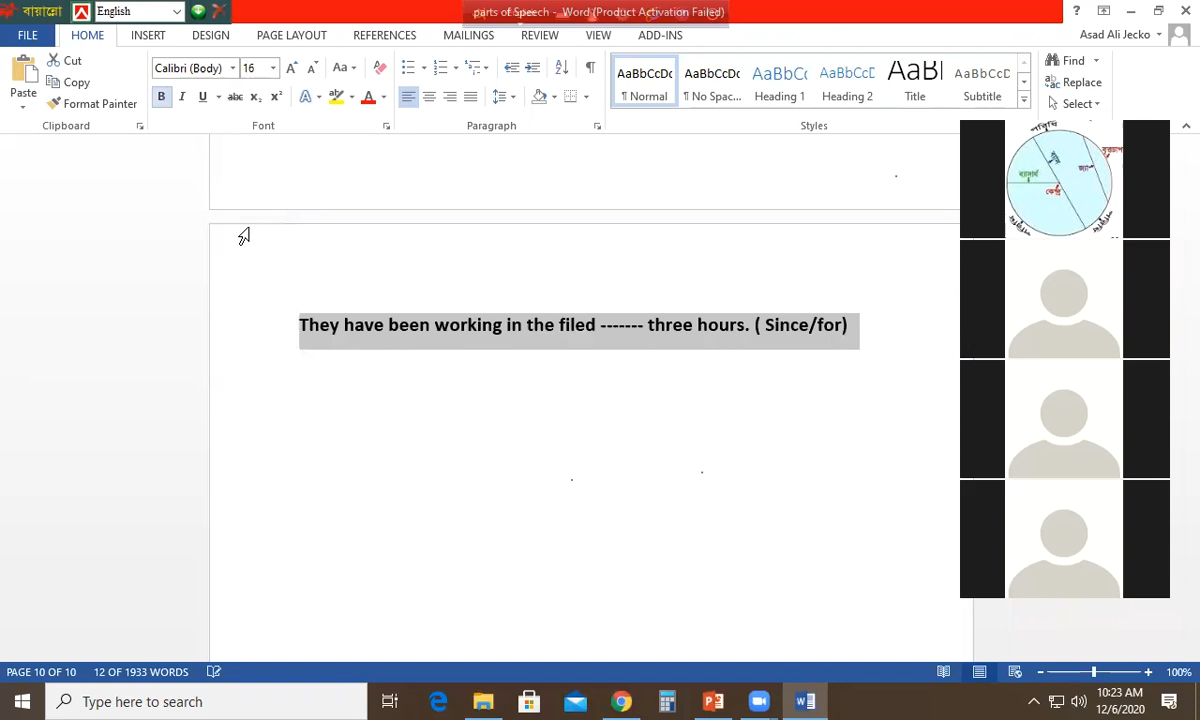 বায়ান্নো English parts of Speech - Word (Product Activation Failed)
FILE HOME INSERT DESIGN PAGE LAYOUT REFERENCES MAILINGS REVIEW VIEW ADD-INS Asad Ali Jecko
Paste Cut Copy Format Painter
Clipboard
Calibri (Body) 16
Font
Paragraph
AaBbCcDc AaBbCcDc AaBbCc AaBbCcD AaBbCcD
¶ Normal ¶ No Spac... Heading 1 Heading 2 Title Subtitle
Styles
Find
Replace
Select
ব্যাসার্ধ
কেন্দ্র
জ্যা
They have been working in the filed ------- three hours. ( Since/for)
PAGE 10 OF 10 12 OF 1933 WORDS 100%
Type here to search
10:23 AM
12/6/2020